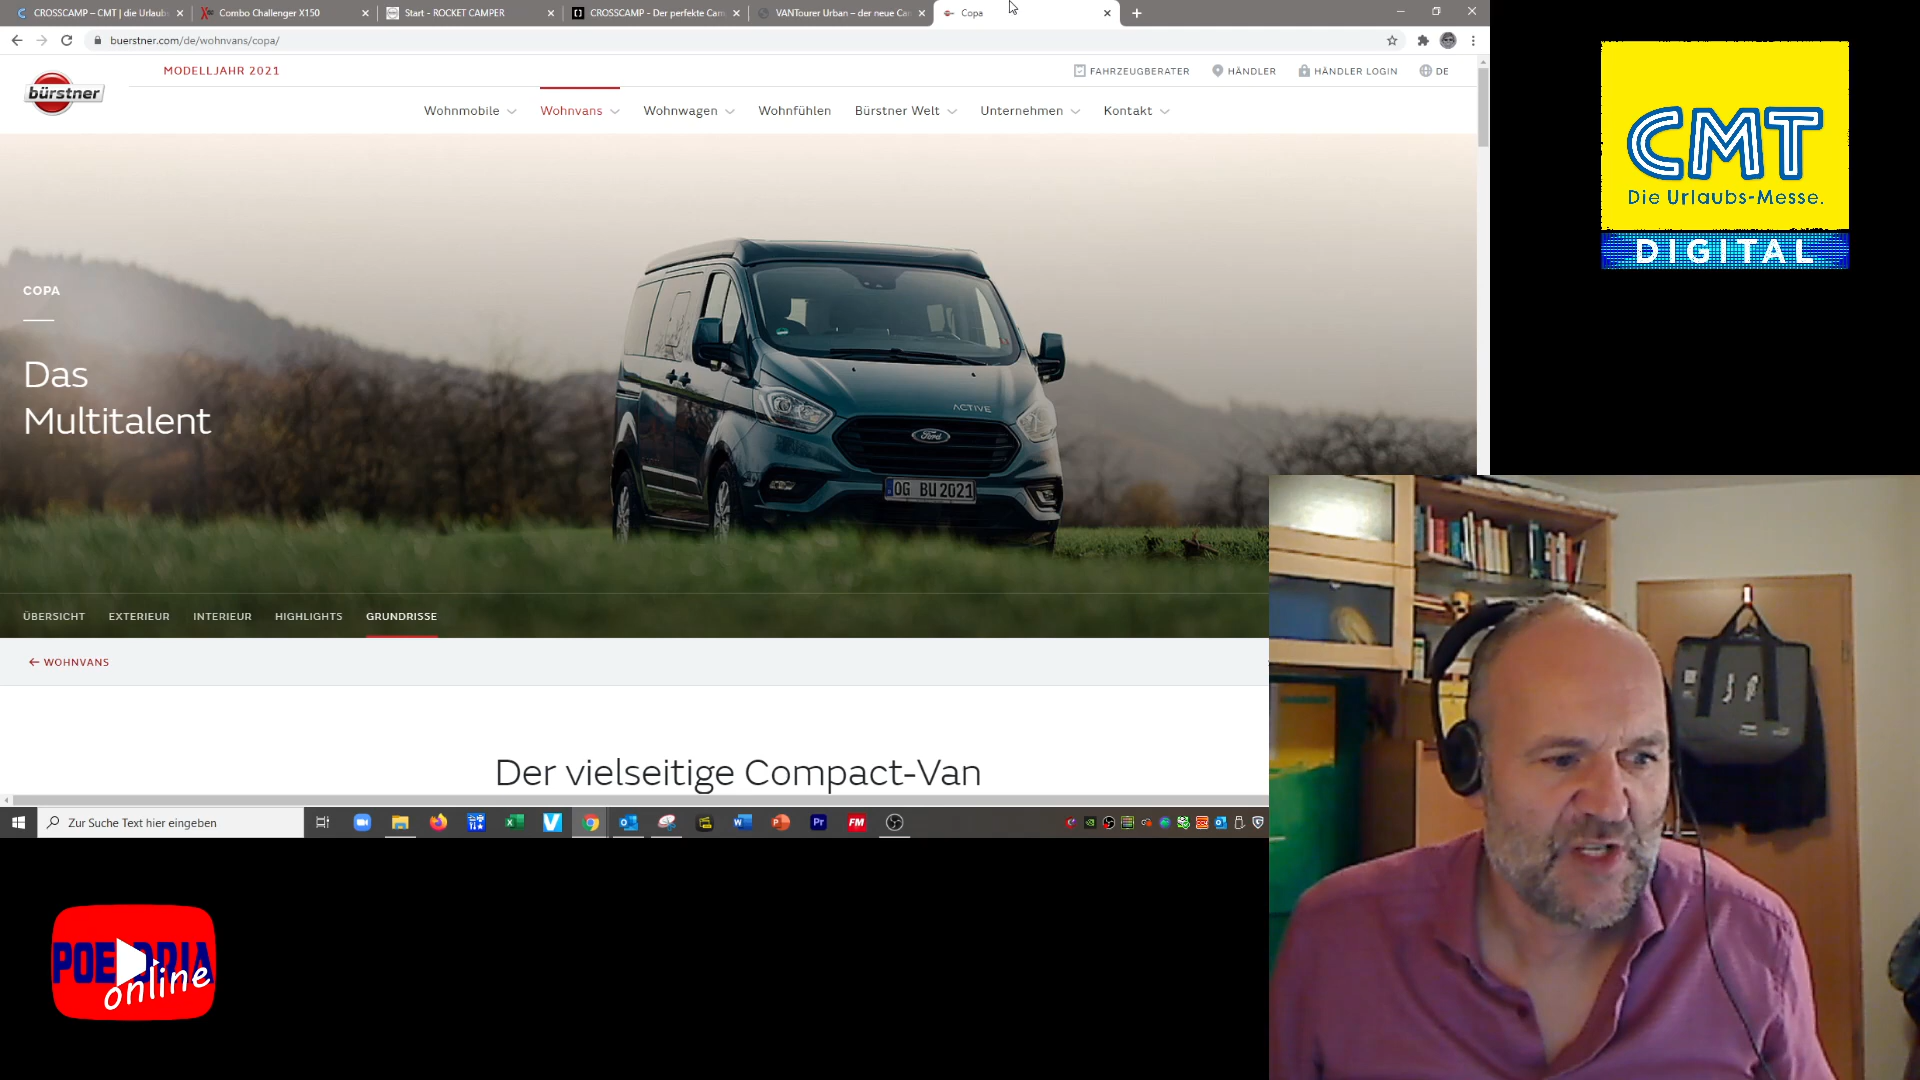 CROSSCAMP – CMT | die Urlaubs
Combo Challenger X150
Start - ROCKET CAMPER
CROSSCAMP - Der perfekte Cam
VANTourer Urban – der neue Ca
Copa
buerstner.com/de/wohnvans/copa/
bürstner
MODELLJAHR 2021
FAHRZEUGBERATER
HÄNDLER
HÄNDLER LOGIN
DE
Wohnmobile
Wohnvans
Wohnwagen
Wohnfühlen
Bürstner Welt
Unternehmen
Kontakt
COPA
Das
Multitalent
ACTIVE
Ford
OG BU 2021
ÜBERSICHT
EXTERIEUR
INTERIEUR
HIGHLIGHTS
GRUNDRISSE
← WOHNVANS
Der vielseitige Compact-Van
Zur Suche Text hier eingeben
Pr
FM
CMT
Die Urlaubs-Messe.
DIGITAL
online